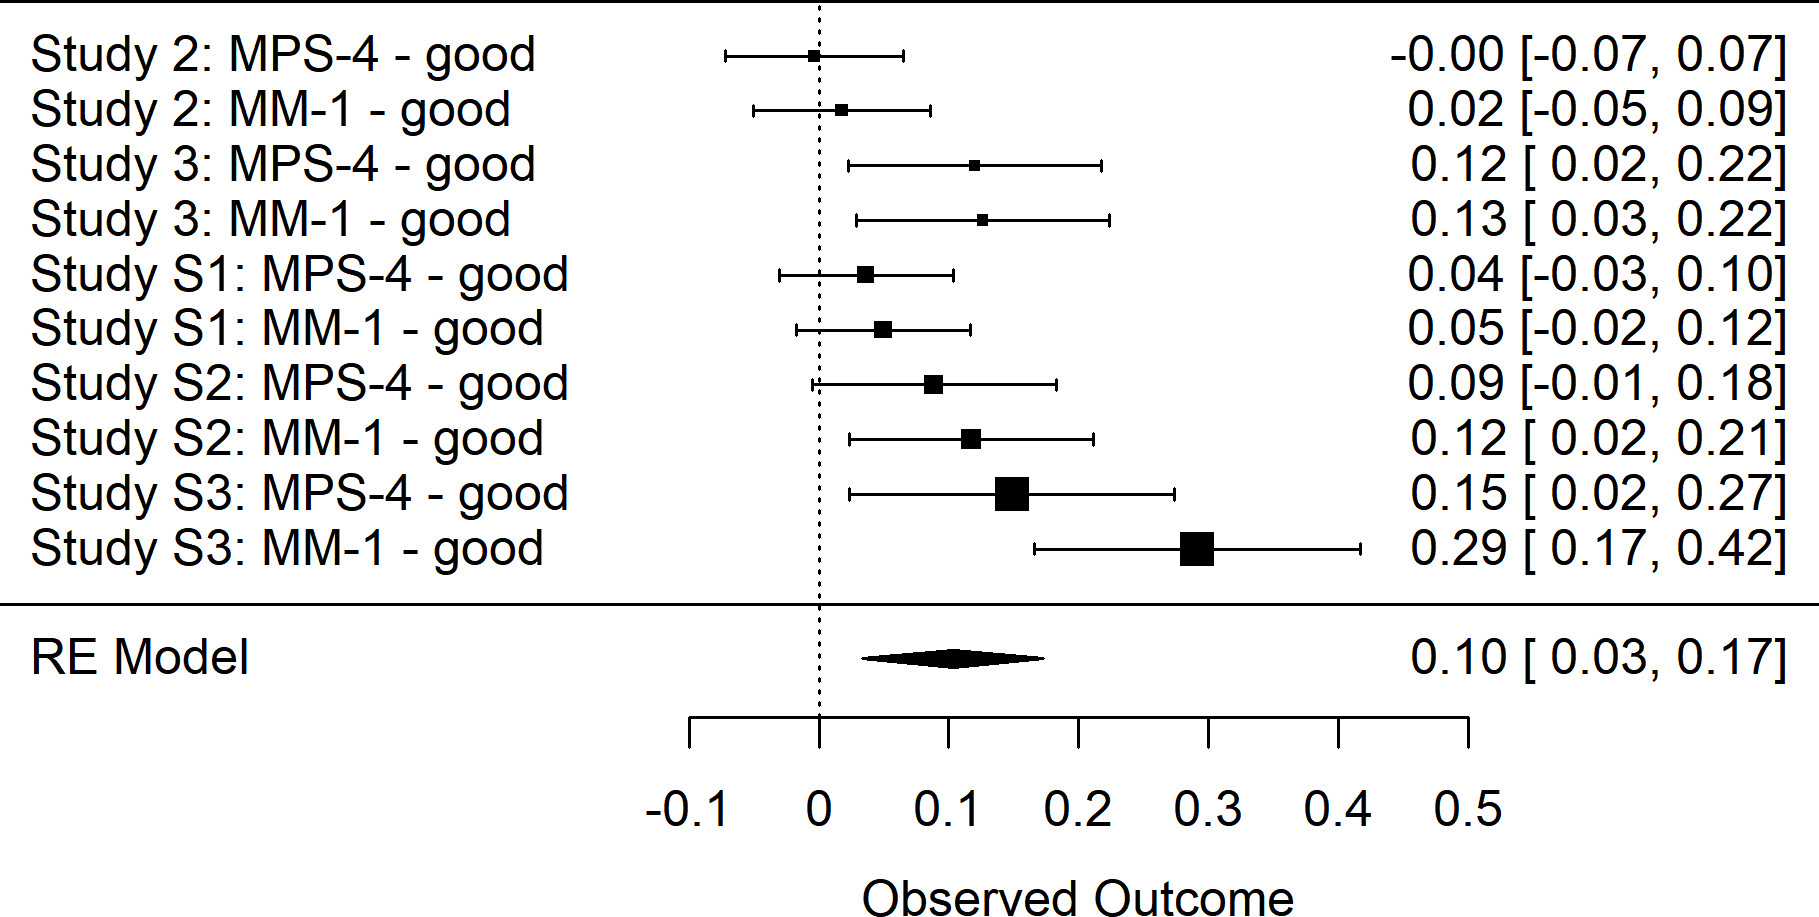 Study 2: MPS-4 - good -0.00 [-0.07, 0.07]
Study 2: MM-1 - good 0.02 [-0.05, 0.09]
Study 3: MPS-4 - good 0.12 [ 0.02, 0.22]
Study 3: MM-1 - good 0.13 [ 0.03, 0.22]
Study S1: MPS-4 - good 0.04 [-0.03, 0.10]
Study S1: MM-1 - good 0.05 [-0.02, 0.12]
Study S2: MPS-4 - good 0.09 [-0.01, 0.18]
Study S2: MM-1 - good 0.12 [ 0.02, 0.21]
Study S3: MPS-4 - good 0.15 [ 0.02, 0.27]
Study S3: MM-1 - good 0.29 [ 0.17, 0.42]
RE Model 0.10 [ 0.03, 0.17]
-0.1 0 0.1 0.2 0.3 0.4 0.5
Observed Outcome